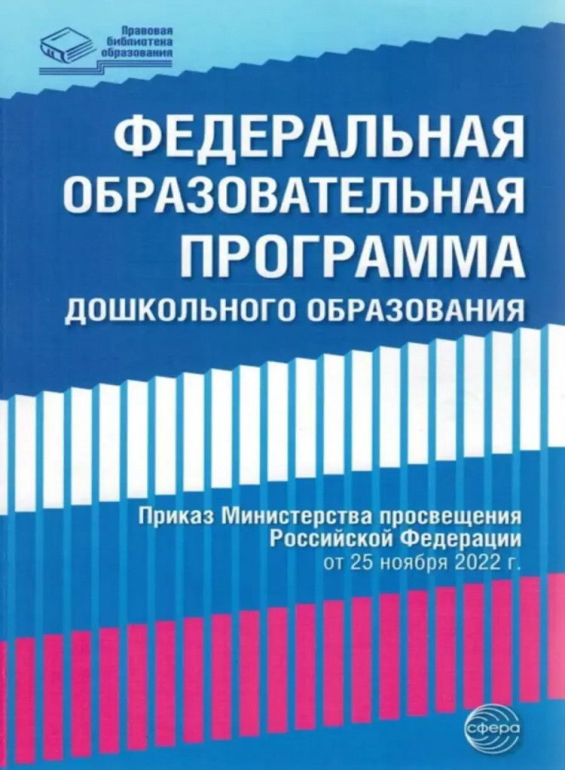 Правовая
библиотека
образования
ФЕДЕРАЛЬНАЯ
ОБРАЗОВАТЕЛЬНАЯ
ПРОГРАММА
ДОШКОЛЬНОГО ОБРАЗОВАНИЯ
Приказ Министерства просвещения
Российской Федерации
от 25 ноября 2022 г.
сфера